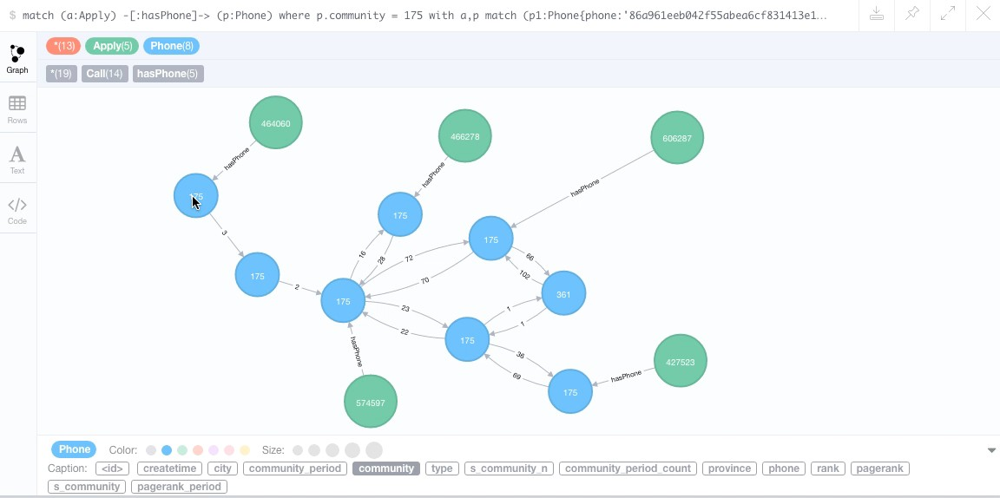 $ match (a:Apply) -[:hasPhone]-> (p:Phone) where p.community = 175 with a,p match (p1:Phone{phone:'86a961eeb042f55abea6cf831413e1…
*(13) Apply(5) Phone(8)
Graph
*(19) Call(14) hasPhone(5)
Rows
Text
Code
464060
466278
606287
hasPhone
hasPhone
hasPhone
175
175
175
3
16
28
72
66
102
70
175
2
175
361
23
22
1
1
175
hasPhone
36
69
427523
hasPhone
175
574597
Phone Color: Size:
Caption: <id> createtime city community_period community type s_community_n community_period_count province phone rank pagerank
s_community pagerank_period